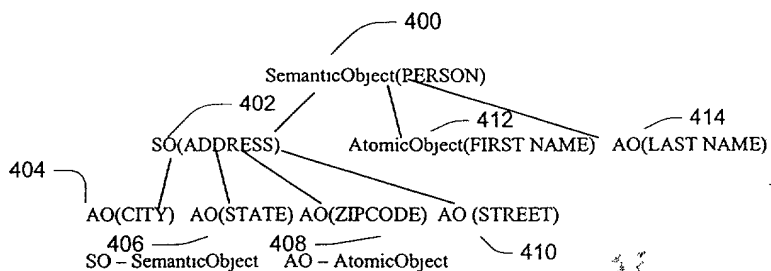 400
SemanticObject(PERSON)
402
412
414
SO(ADDRESS)
AtomicObject(FIRST NAME)
AO(LAST NAME)
404
AO(CITY)
AO(STATE)
AO(ZIPCODE)
AO (STREET)
406
408
410
SO – SemanticObject
AO – AtomicObject